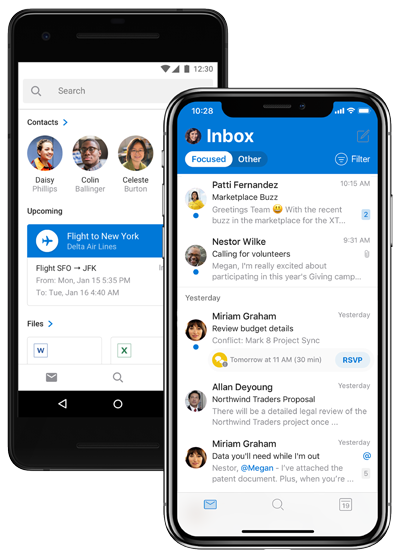 12:30
Search
Contacts
Daisy
Phillips
Colin
Ballinger
Celeste
Burton
Upcoming
Flight to New York
Delta Air Lines
Flight SFO → JFK
From: Mon, Jan 15 5:35 PM
To: Tue, Jan 16 4:40 AM
Files
W
X
10:28
Inbox
Focused Other
Filter
Patti Fernandez 10:15 AM
Marketplace Buzz
Greetings Team 😀 With the recent
buzz in the marketplace for the XT...
2
Nestor Wilke 9:31 AM
Calling for volunteers
Megan, I'm really excited about
participating in this year's Giving camp...
Yesterday
Miriam Graham Yesterday
Review budget details
Conflict: Mark 8 Project Sync
Tomorrow at 11 AM (30 min) RSVP
Allan Deyoung Yesterday
Northwind Traders Proposal
There will be a detailed legal review of the
Northwind Traders project once ...
Miriam Graham Yesterday
Data you'll need while I'm out @
Nestor, @Megan - I've attached the
patent document. Plus, when you're ... 5
19